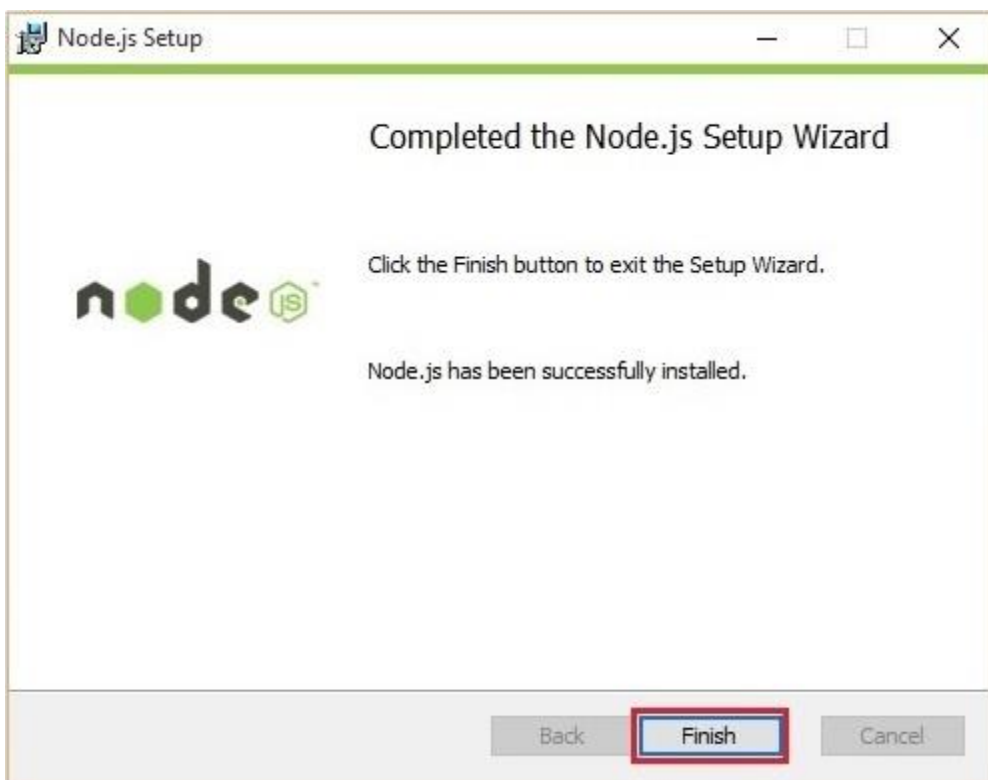 Node.js Setup
Completed the Node.js Setup Wizard
Click the Finish button to exit the Setup Wizard.
node JS
Node.js has been successfully installed.
Back Finish Cancel